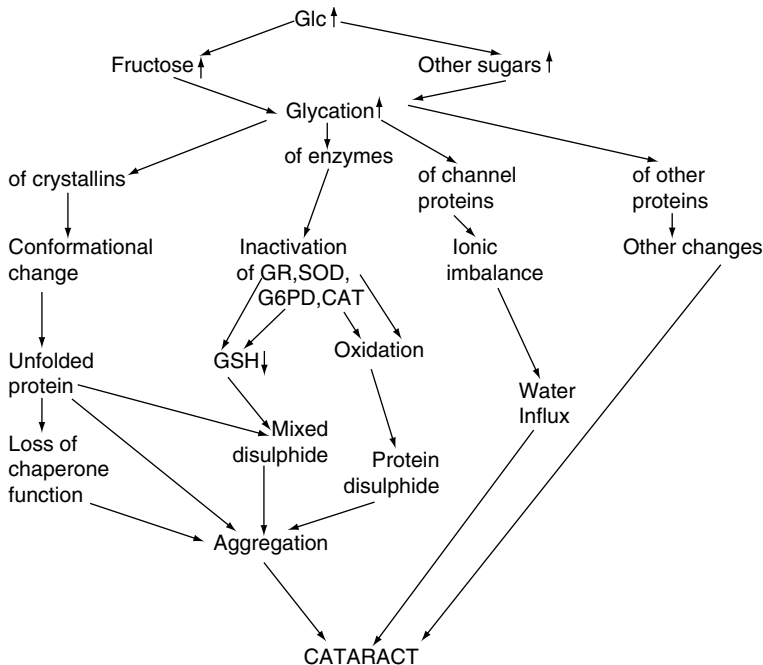 Glc↑
Fructose↑
Other sugars↑
Glycation↑
of crystallins
of enzymes
of channel
proteins
of other
proteins
Conformational
change
Inactivation
of GR,SOD,
G6PD,CAT
Ionic
imbalance
Other changes
Unfolded
protein
GSH↓
Oxidation
Water
Influx
Loss of
chaperone
function
Mixed
disulphide
Protein
disulphide
Aggregation
CATARACT